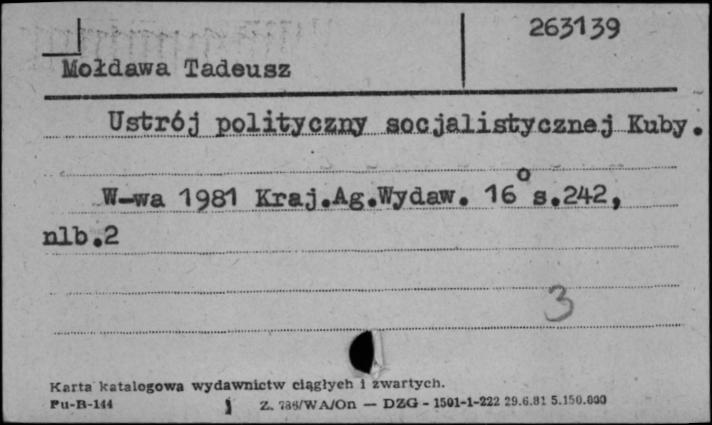 263139
Mołdawa Tadeusz
Ustrój polityczny socjalistycznej Kuby.
W-wa 1981 Kraj.Ag.Wydaw. 16° s.242,
nlb.2
3
Karta katalogowa wydawnictw ciągłych i zwartych.
Pu-B-144 Z. 786/WA/On — DZG - 1501-1-222 29.6.81 5.150.000